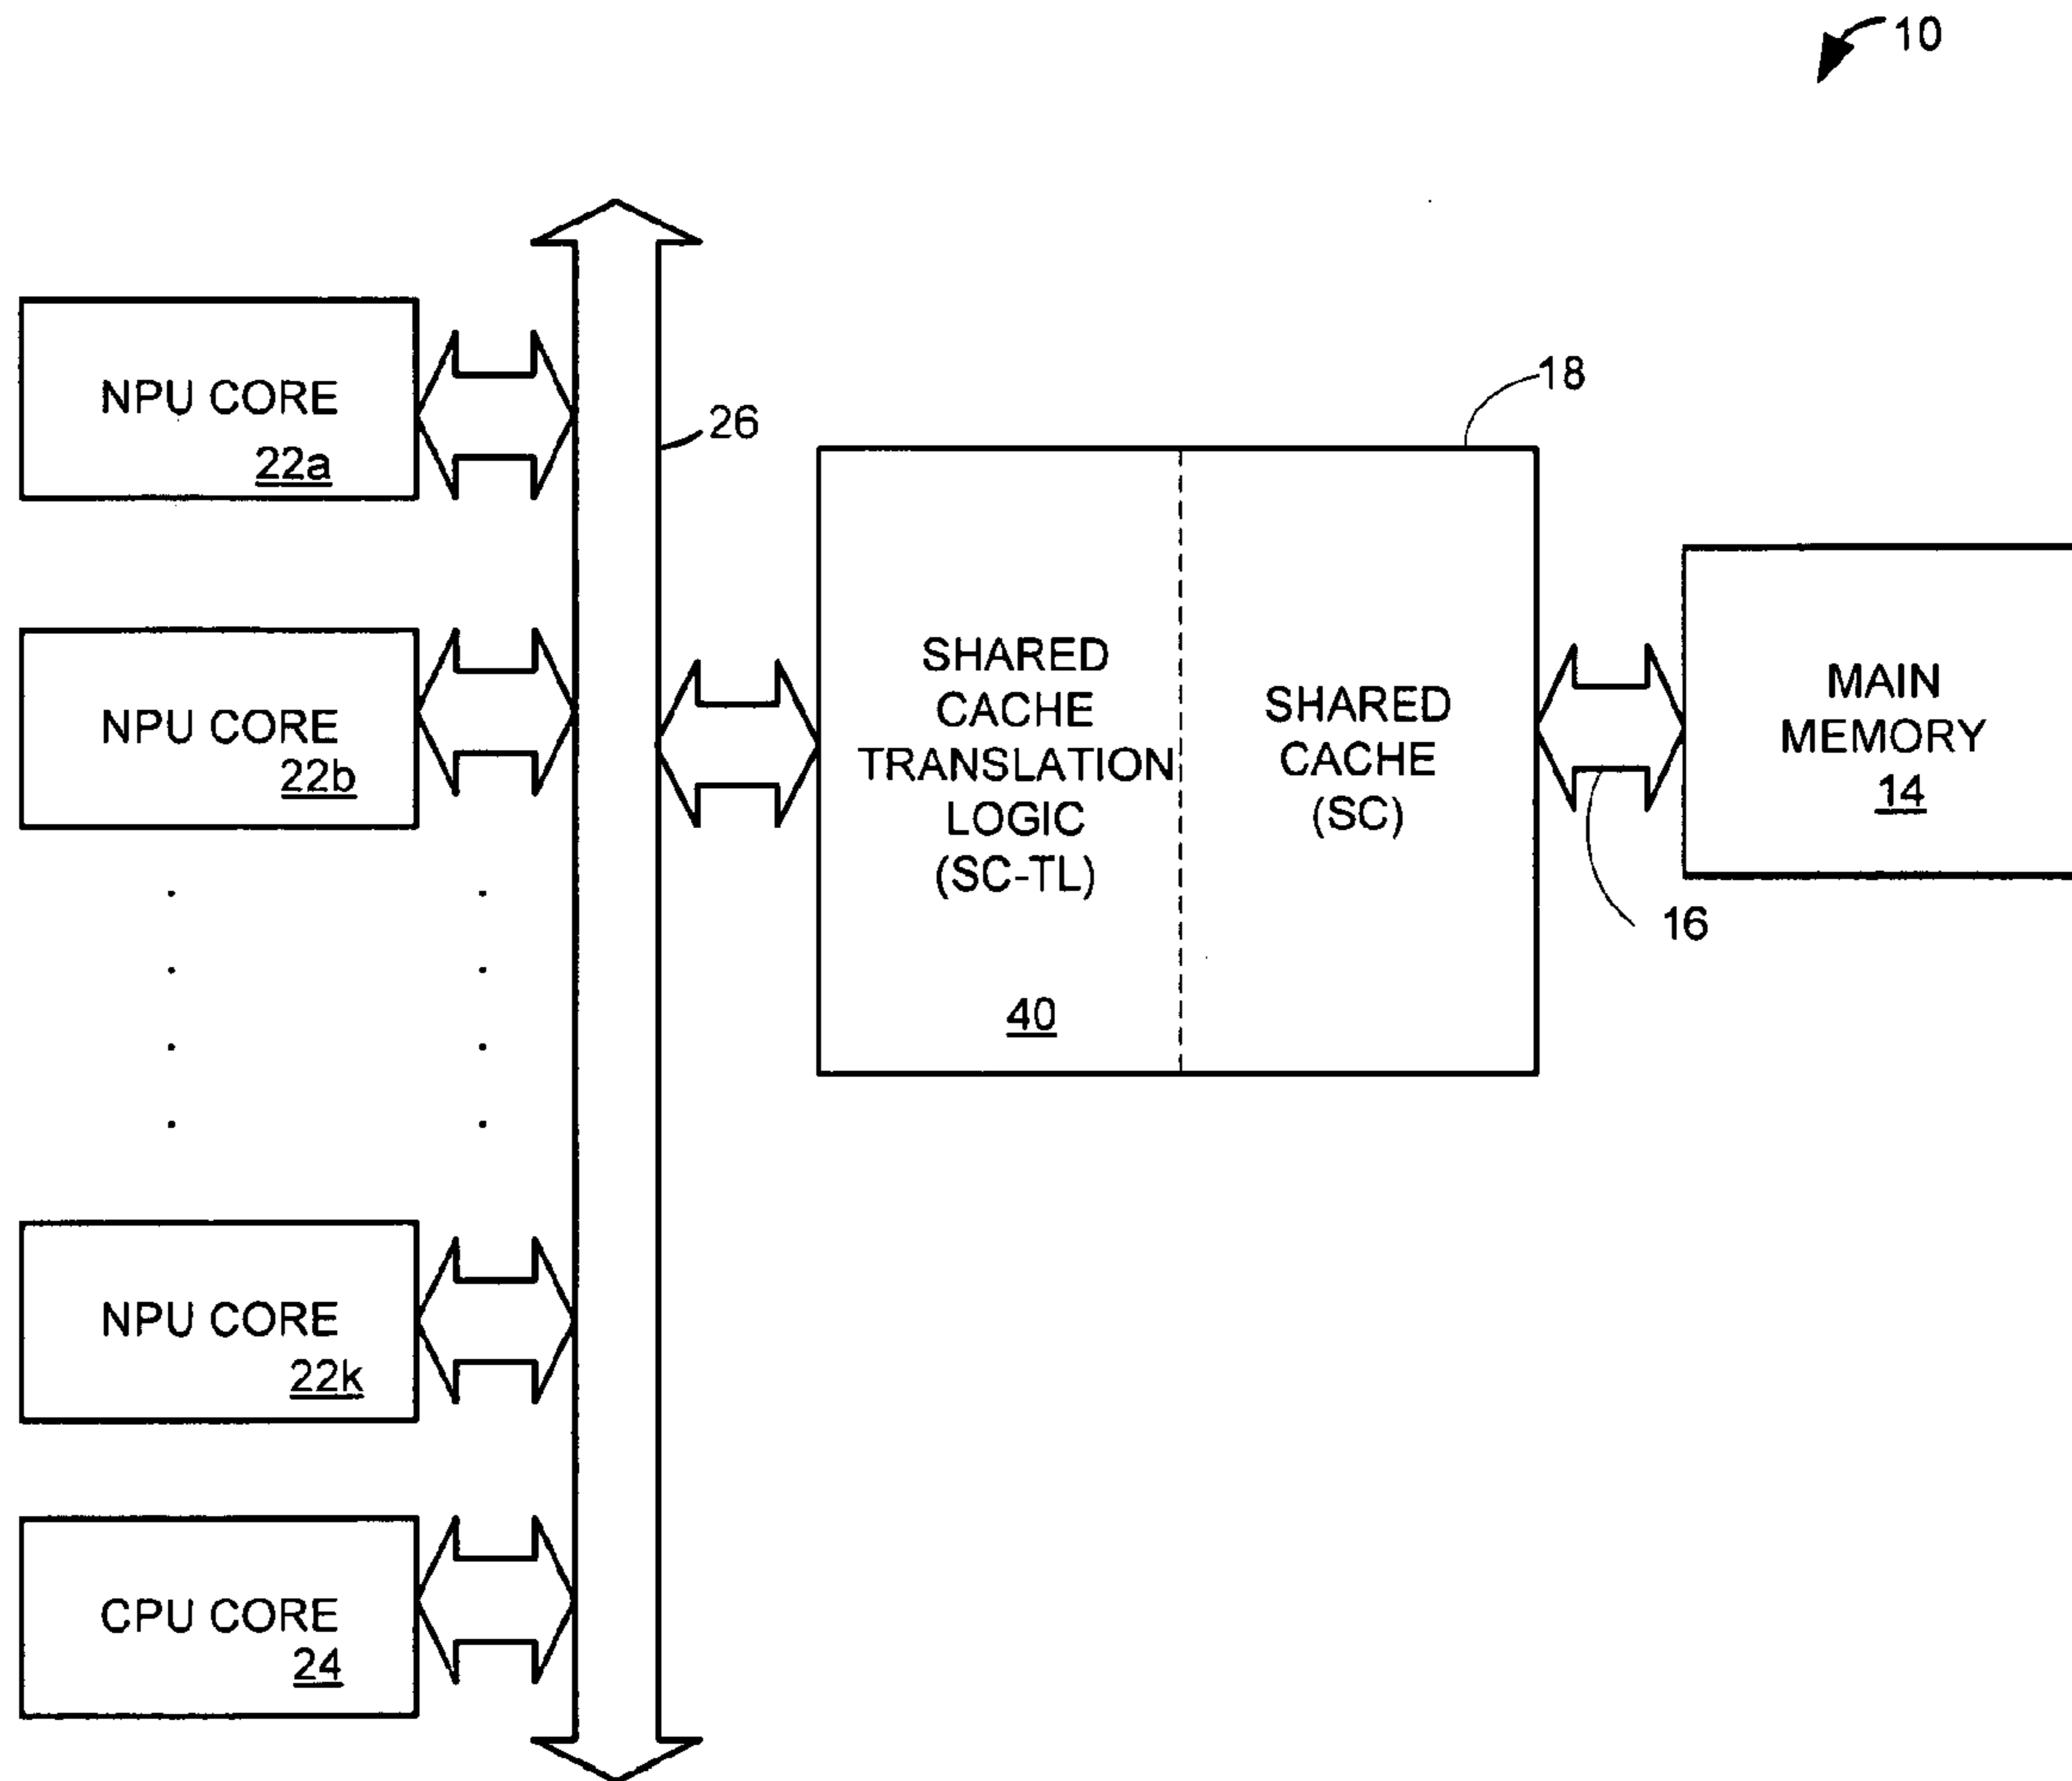 10
NPU CORE
22a
26
18
NPU CORE
22b
SHARED
CACHE
TRANSLATION
LOGIC
(SC-TL)
40
SHARED
CACHE
(SC)
MAIN
MEMORY
14
16
NPU CORE
22k
CPU CORE
24